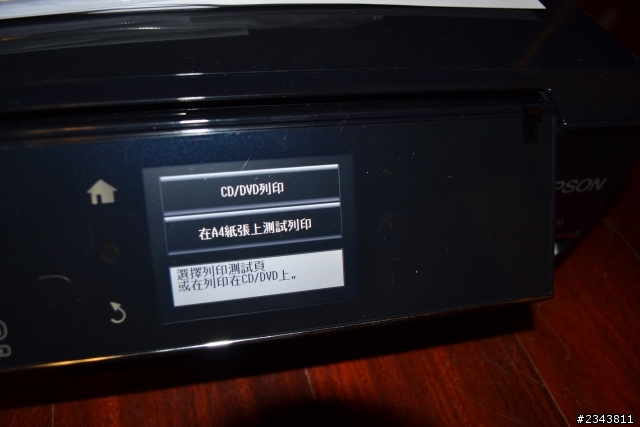 CD/DVD列印
在A4紙張上測試列印
選擇列印測試頁
或在列印在CD/DVD上。
PSON
#2343811